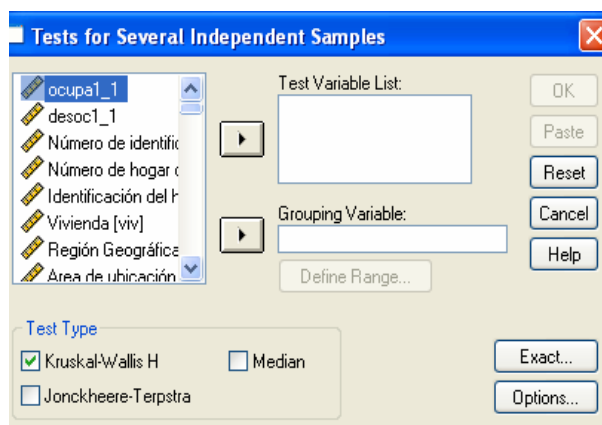 Tests for Several Independent Samples
ocupa1_1
desoc1_1
Número de identific
Número de hogar c
Identificación del h
Vivienda [viv]
Región Geográfica
Area de ubicación
Test Variable List:
Grouping Variable:
Define Range...
OK
Paste
Reset
Cancel
Help
Test Type
Kruskal-Wallis H
Median
Jonckheere-Terpstra
Exact...
Options...